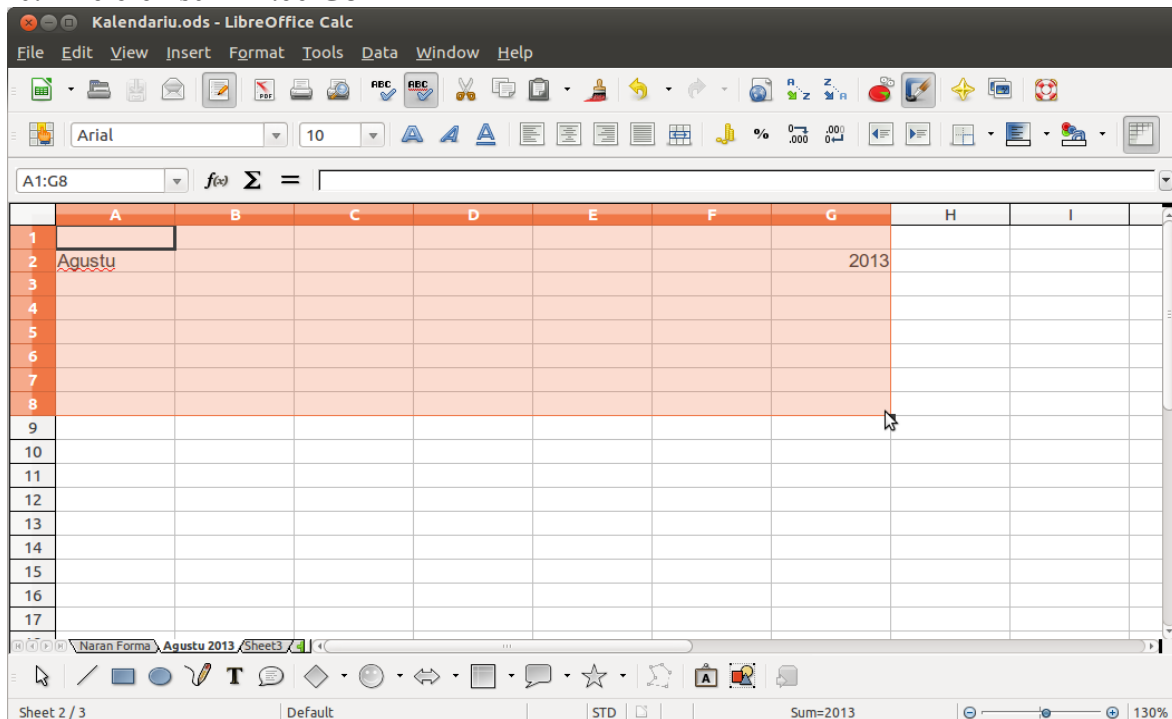 Kalendariu.ods - LibreOffice Calc
File Edit View Insert Format Tools Data Window Help
Arial 10
A1:G8
A B C D E F G H I
1
2 Agustu 2013
3
4
5
6
7
8
9
10
11
12
13
14
15
16
17
Naran Forma Agustu 2013 Sheet3
Sheet 2 / 3 Default STD Sum=2013 130%